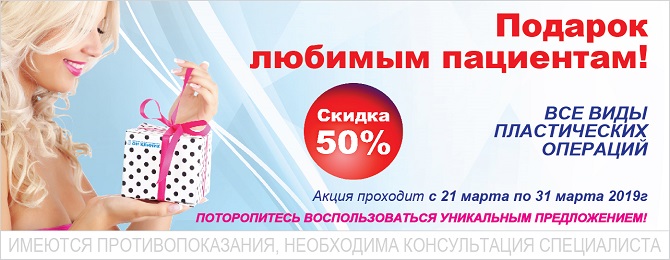 Подарок
любимым пациентам!
Скидка
50%
ВСЕ ВИДЫ
ПЛАСТИЧЕСКИХ
ОПЕРАЦИЙ
Акция проходит с 21 марта по 31 марта 2019г
ПОТОРОПИТЕСЬ ВОСПОЛЬЗОВАТЬСЯ УНИКАЛЬНЫМ ПРЕДЛОЖЕНИЕМ!
ИМЕЮТСЯ ПРОТИВОПОКАЗАНИЯ, НЕОБХОДИМА КОНСУЛЬТАЦИЯ СПЕЦИАЛИСТА